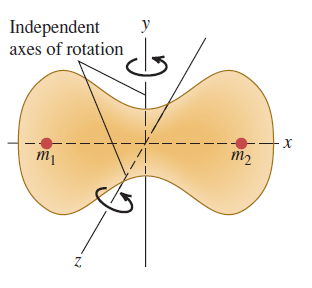 Independent
axes of rotation
y
x
m₁
m₂
z